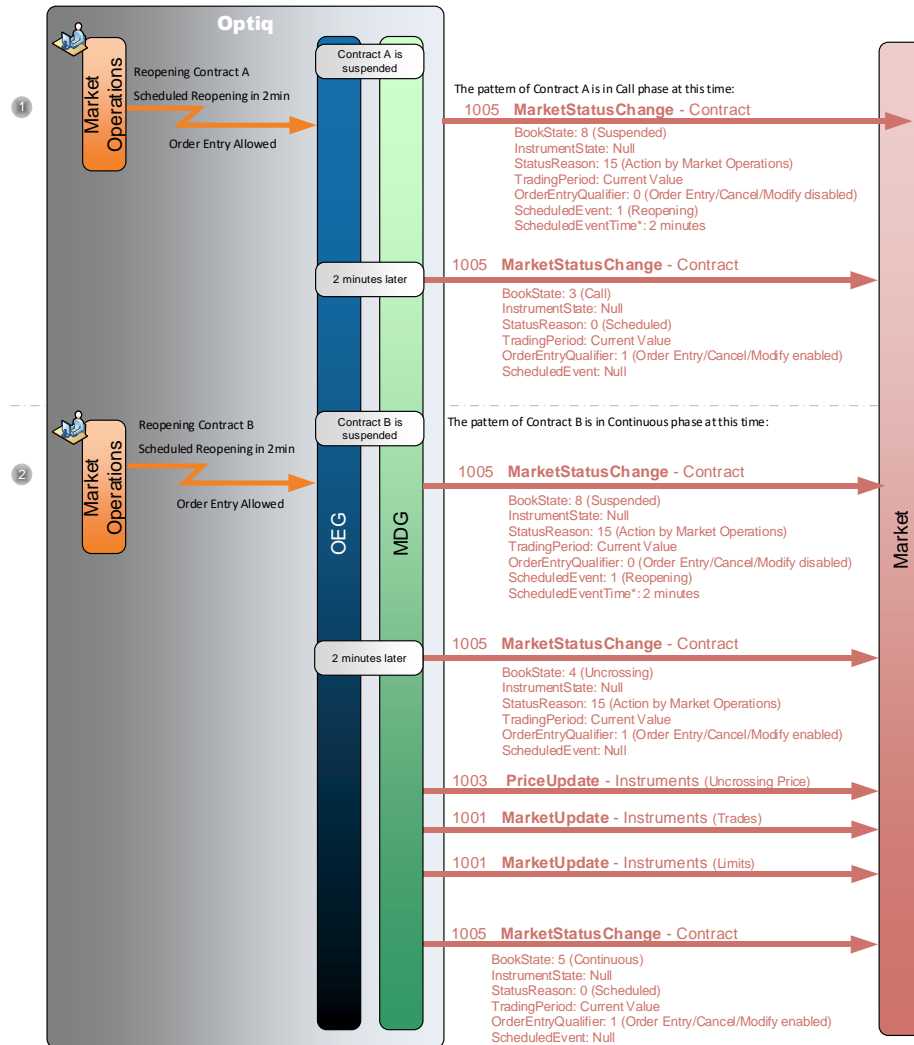 Optiq
Market Operations
Reopening Contract A
Scheduled Reopening in 2min
Order Entry Allowed
Contract A is
suspended
1
The pattern of Contract A is in Call phase at this time:
1005 MarketStatusChange - Contract
BookState: 8 (Suspended)
InstrumentState: Null
StatusReason: 15 (Action by Market Operations)
TradingPeriod: Current Value
OrderEntryQualifier: 0 (Order Entry/Cancel/Modify disabled)
ScheduledEvent: 1 (Reopening)
ScheduledEventTime*: 2 minutes
2 minutes later
1005 MarketStatusChange - Contract
BookState: 3 (Call)
InstrumentState: Null
StatusReason: 0 (Scheduled)
TradingPeriod: Current Value
OrderEntryQualifier: 1 (Order Entry/Cancel/Modify enabled)
ScheduledEvent: Null
Market Operations
Reopening Contract B
Scheduled Reopening in 2min
Order Entry Allowed
Contract B is
suspended
2
The pattern of Contract B is in Continuous phase at this time:
1005 MarketStatusChange - Contract
BookState: 8 (Suspended)
InstrumentState: Null
StatusReason: 15 (Action by Market Operations)
TradingPeriod: Current Value
OrderEntryQualifier: 0 (Order Entry/Cancel/Modify disabled)
ScheduledEvent: 1 (Reopening)
ScheduledEventTime*: 2 minutes
OEG
MDG
Market
2 minutes later
1005 MarketStatusChange - Contract
BookState: 4 (Uncrossing)
InstrumentState: Null
StatusReason: 15 (Action by Market Operations)
TradingPeriod: Current Value
OrderEntryQualifier: 1 (Order Entry/Cancel/Modify enabled)
ScheduledEvent: Null
1003 PriceUpdate - Instruments (Uncrossing Price)
1001 MarketUpdate - Instruments (Trades)
1001 MarketUpdate - Instruments (Limits)
1005 MarketStatusChange - Contract
BookState: 5 (Continuous)
InstrumentState: Null
StatusReason: 0 (Scheduled)
TradingPeriod: Current Value
OrderEntryQualifier: 1 (Order Entry/Cancel/Modify enabled)
ScheduledEvent: Null